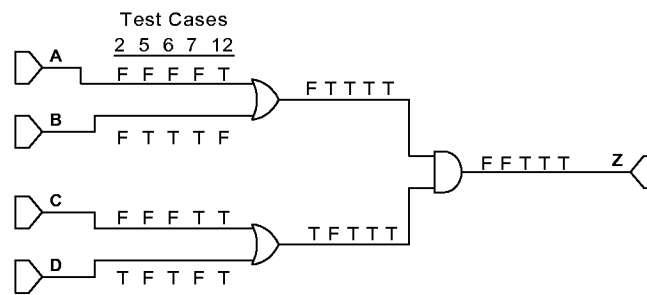 Test Cases
2 5 6 7 12
A
F F F F T
F T T T T
B
F T T T F
F F T T T
Z
C
F F F T T
T F T T T
D
T F T F T